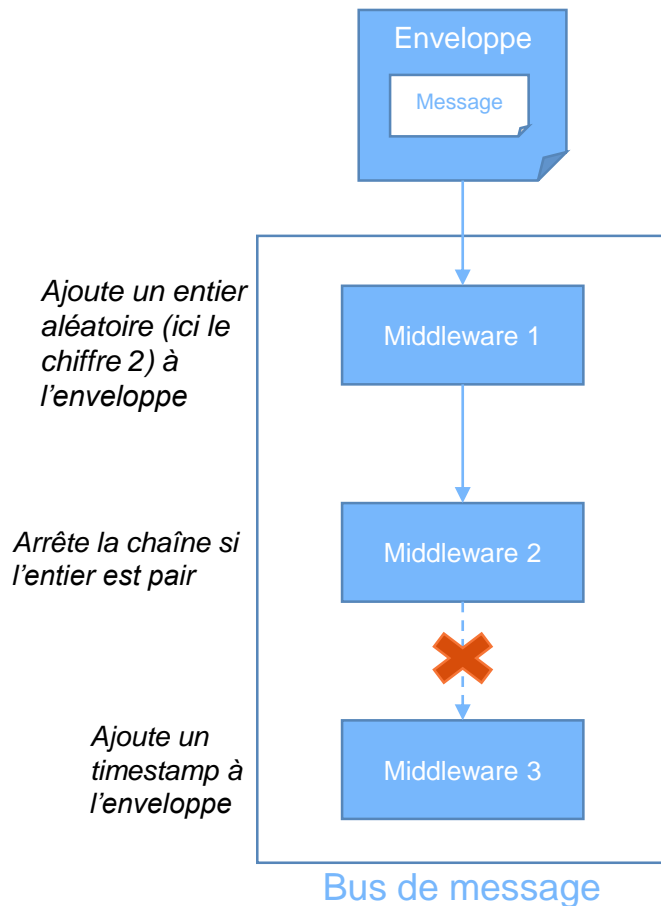 Enveloppe
Message
Ajoute un entier
aléatoire (ici le
chiffre 2) à
l’enveloppe
Middleware 1
Arrête la chaîne si
l’entier est pair
Middleware 2
Ajoute un
timestamp à
l’enveloppe
Middleware 3
Bus de message